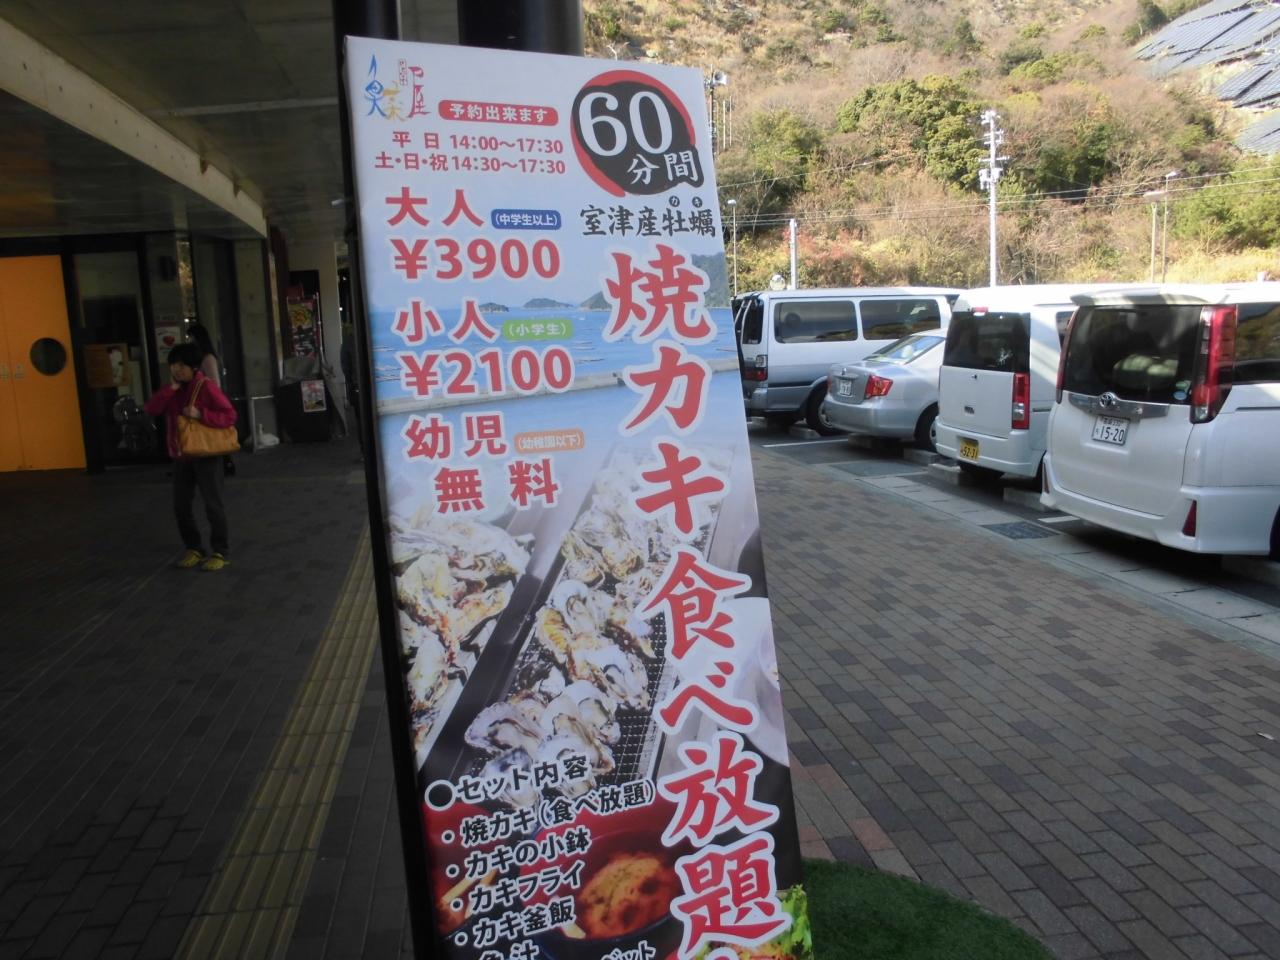 予約出来ます
平日 14:00〜17:30
土・日・祝 14:30〜17:30
60
分間
大人 (中学生以上)
¥3900
小人 (小学生)
¥2100
幼児 (幼稚園以下)
無料
カキ
室津産牡蠣
焼カキ食べ放題
●セット内容
・焼カキ(食べ放題)
・カキの小鉢
・カキフライ
・カキ釜飯
15-20
52-31